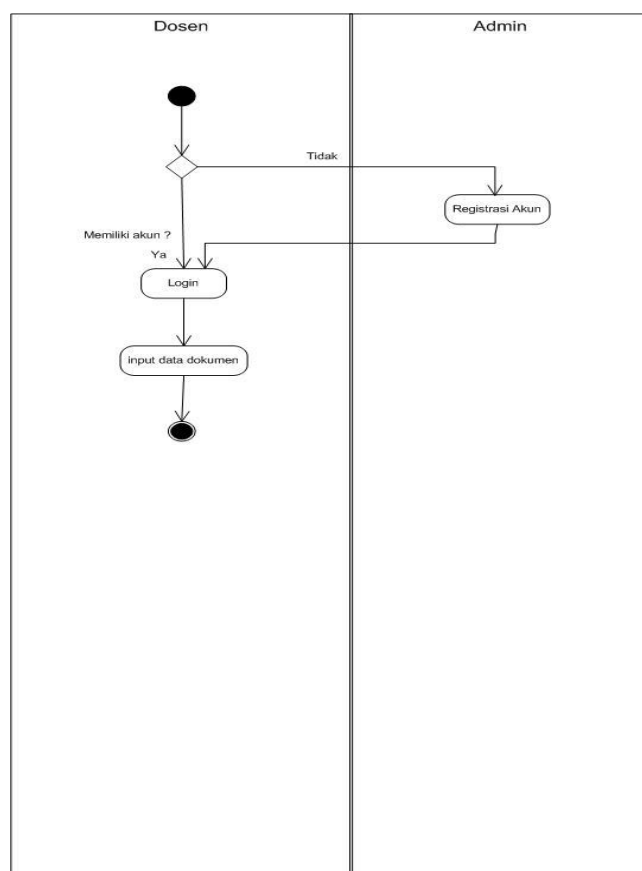 Dosen
Admin
Tidak
Registrasi Akun
Memiliki akun ?
Ya
Login
input data dokumen